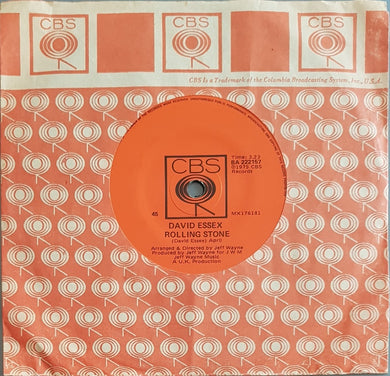 CBS
CBS
CBS
CBS is a Trademark of the Columbia Broadcasting System, Inc., U.S.A.
CBS
Time: 3.23
EA 222157
℗1975 CBS
Records
45
MX176181
DAVID ESSEX
ROLLING STONE
(David Essex) April
Arranged & Directed by Jeff Wayne
Produced by Jeff Wayne for J W M
Jeff Wayne Music
A U.K. Production